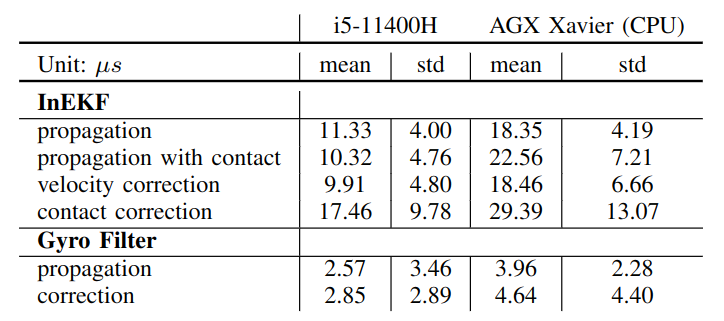 i5-11400H AGX Xavier (CPU)
Unit: μs mean std mean std
InEKF
propagation 11.33 4.00 18.35 4.19
propagation with contact 10.32 4.76 22.56 7.21
velocity correction 9.91 4.80 18.46 6.66
contact correction 17.46 9.78 29.39 13.07
Gyro Filter
propagation 2.57 3.46 3.96 2.28
correction 2.85 2.89 4.64 4.40